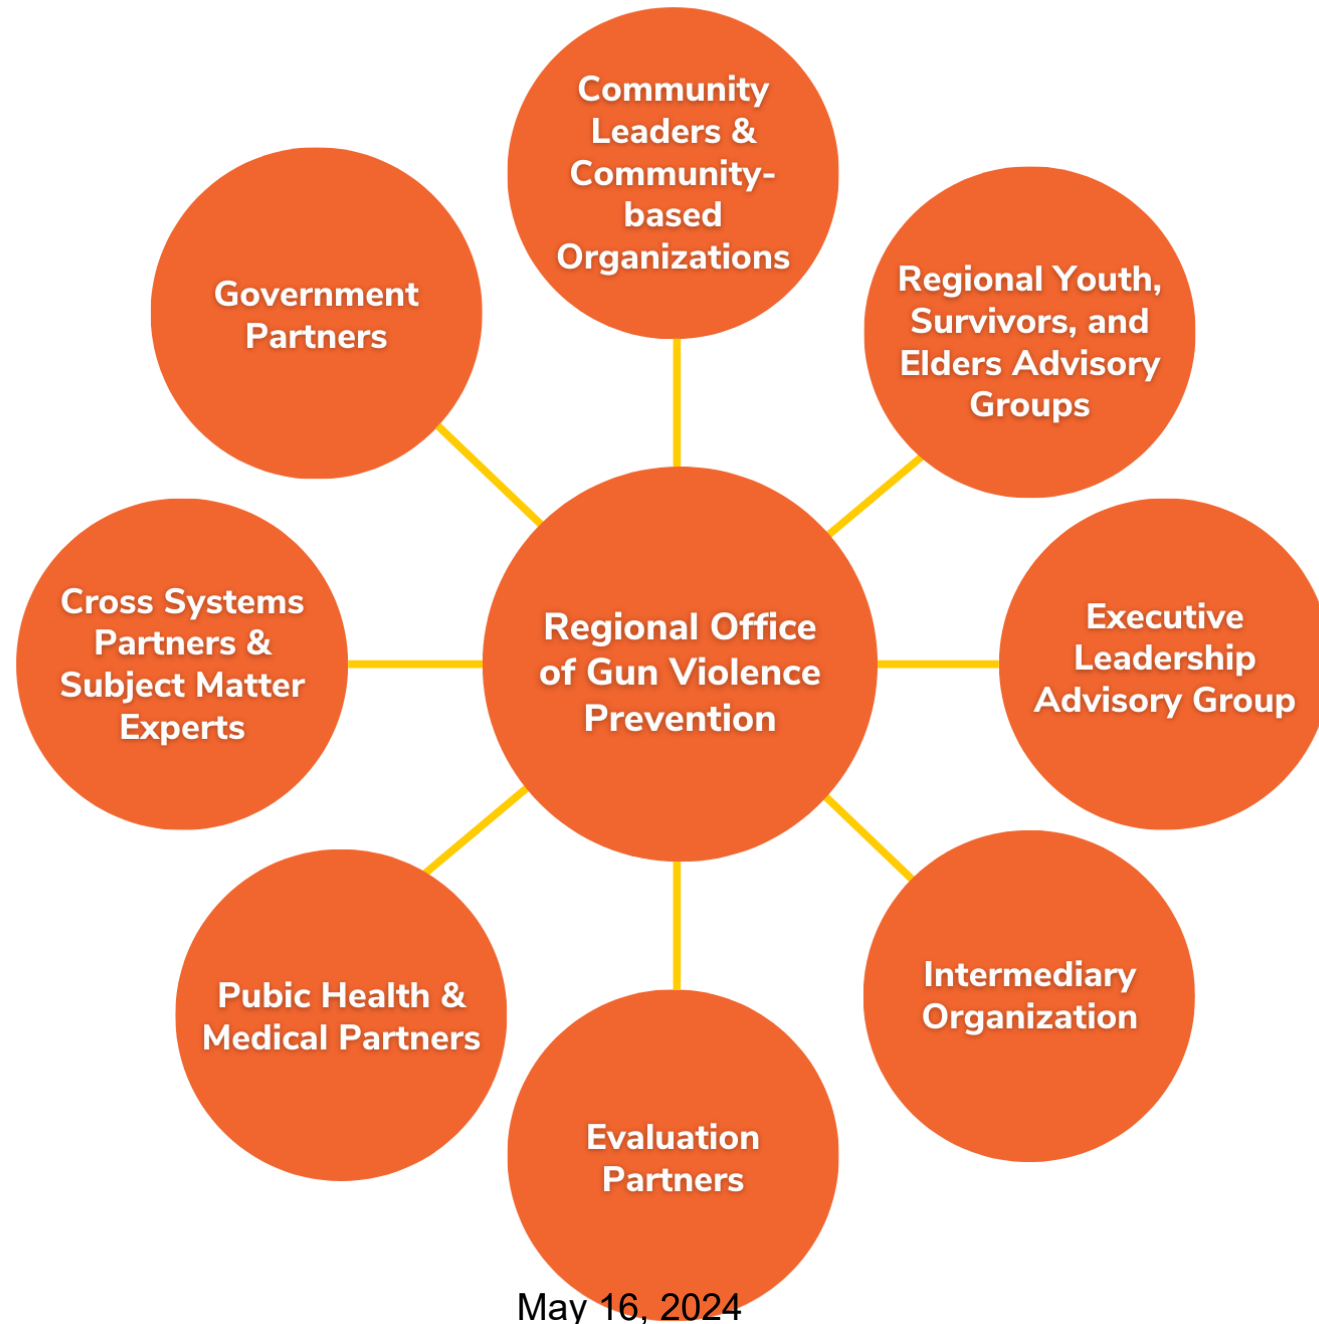 Community
Leaders &
Community-
based
Organizations
Government
Partners
Regional Youth,
Survivors, and
Elders Advisory
Groups
Cross Systems
Partners &
Subject Matter
Experts
Regional Office
of Gun Violence
Prevention
Executive
Leadership
Advisory Group
Pubic Health &
Medical Partners
Intermediary
Organization
Evaluation
Partners
May 16, 2024